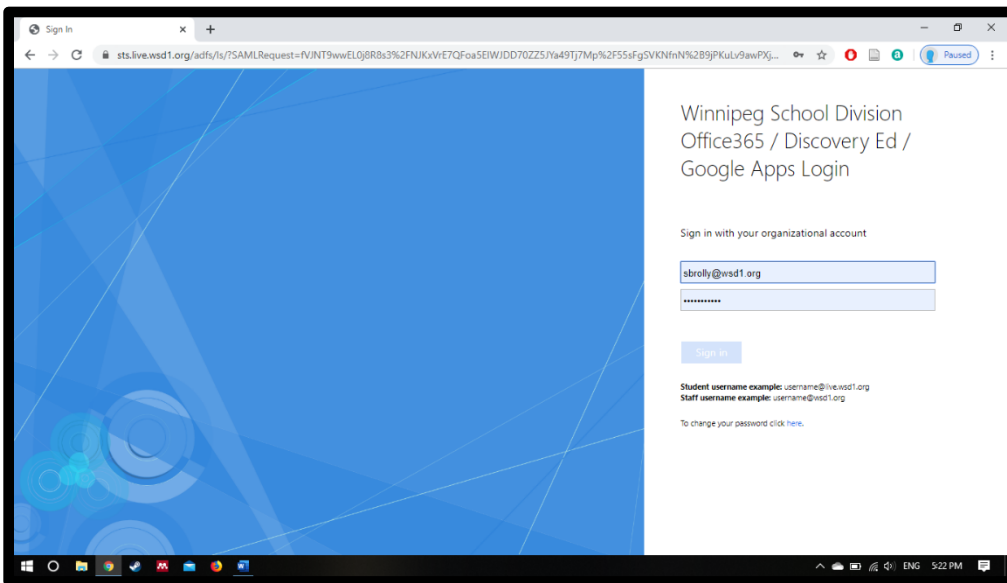 Sign In
sts.live.wsd1.org/adfs/ls/?SAMLRequest=fVJNT9wwEL0j8R8s3%2FNJKxVrE7QFoa5EIWJDD70ZZ5JYa49Tj7Mp%2F55sFgSVKNfnN%2B89jPKuLv9awPXj...
Paused
Winnipeg School Division
Office365 / Discovery Ed /
Google Apps Login
Sign in with your organizational account
sbrolly@wsd1.org
•••••••••••
Sign in
Student username example: username@live.wsd1.org
Staff username example: username@wsd1.org
To change your password click here.
ENG 5:22 PM